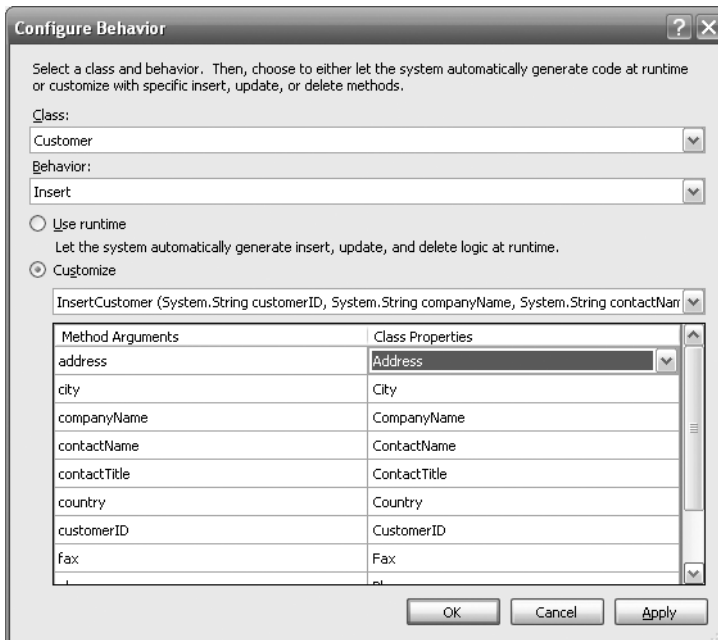 Configure Behavior
Select a class and behavior. Then, choose to either let the system automatically generate code at runtime
or customize with specific insert, update, or delete methods.
Class:
Customer
Behavior:
Insert
Use runtime
Let the system automatically generate insert, update, and delete logic at runtime.
Customize
InsertCustomer (System.String customerID, System.String companyName, System.String contactNam
Method Arguments Class Properties
address Address
city City
companyName CompanyName
contactName ContactName
contactTitle ContactTitle
country Country
customerID CustomerID
fax Fax
OK Cancel Apply